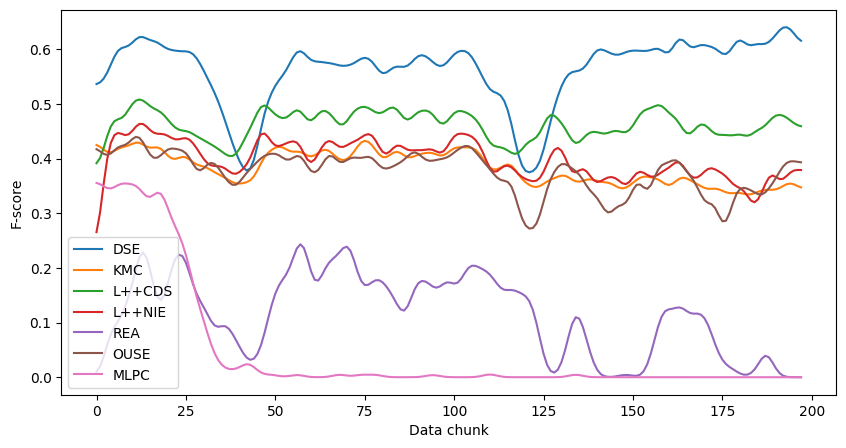 0.6
0.5
0.4
0.3
0.2
0.1
0.0
F-score
DSE
KMC
L++CDS
L++NIE
REA
OUSE
MLPC
0 25 50 75 100 125 150 175 200
Data chunk